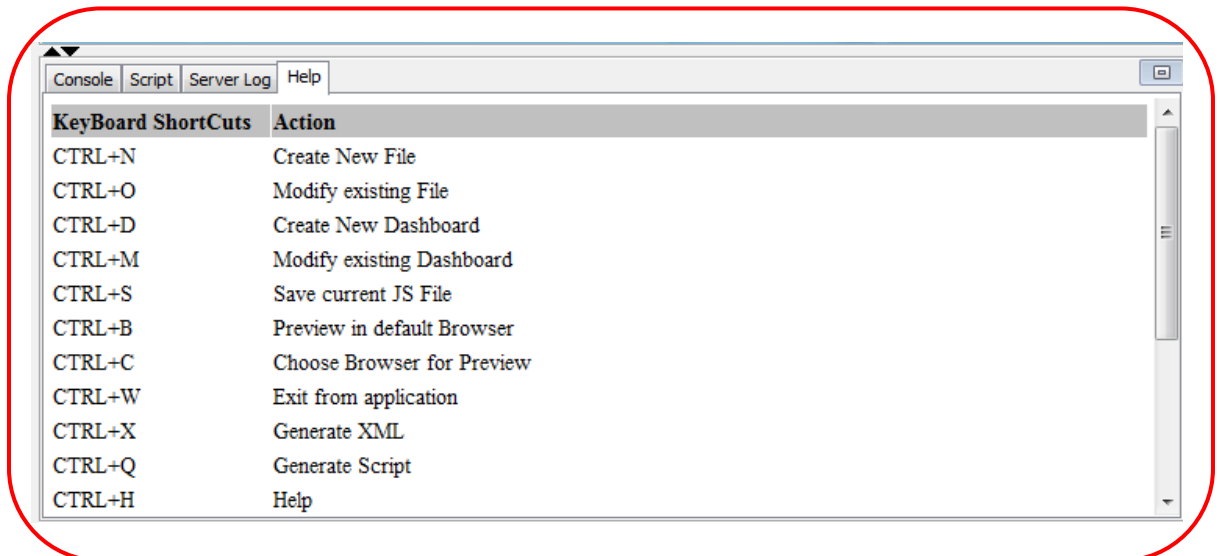 Console Script Server Log Help
KeyBoard ShortCuts Action
CTRL+N Create New File
CTRL+O Modify existing File
CTRL+D Create New Dashboard
CTRL+M Modify existing Dashboard
CTRL+S Save current JS File
CTRL+B Preview in default Browser
CTRL+C Choose Browser for Preview
CTRL+W Exit from application
CTRL+X Generate XML
CTRL+Q Generate Script
CTRL+H Help